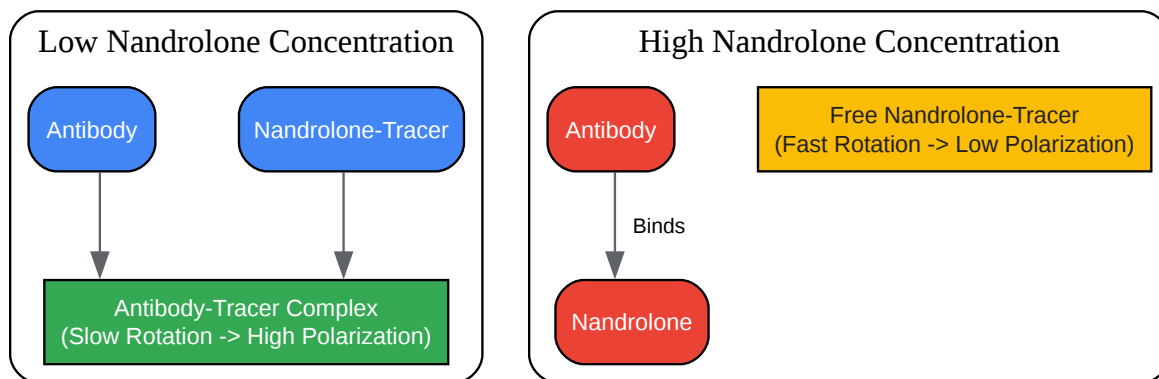 Low Nandrolone Concentration
Antibody
Nandrolone-Tracer
Antibody-Tracer Complex
(Slow Rotation -> High Polarization)
High Nandrolone Concentration
Antibody
Free Nandrolone-Tracer
(Fast Rotation -> Low Polarization)
Binds
Nandrolone